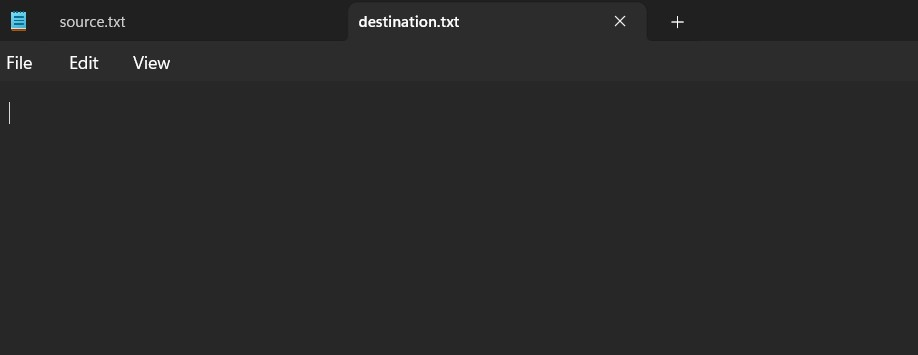 source.txt
destination.txt
File Edit View